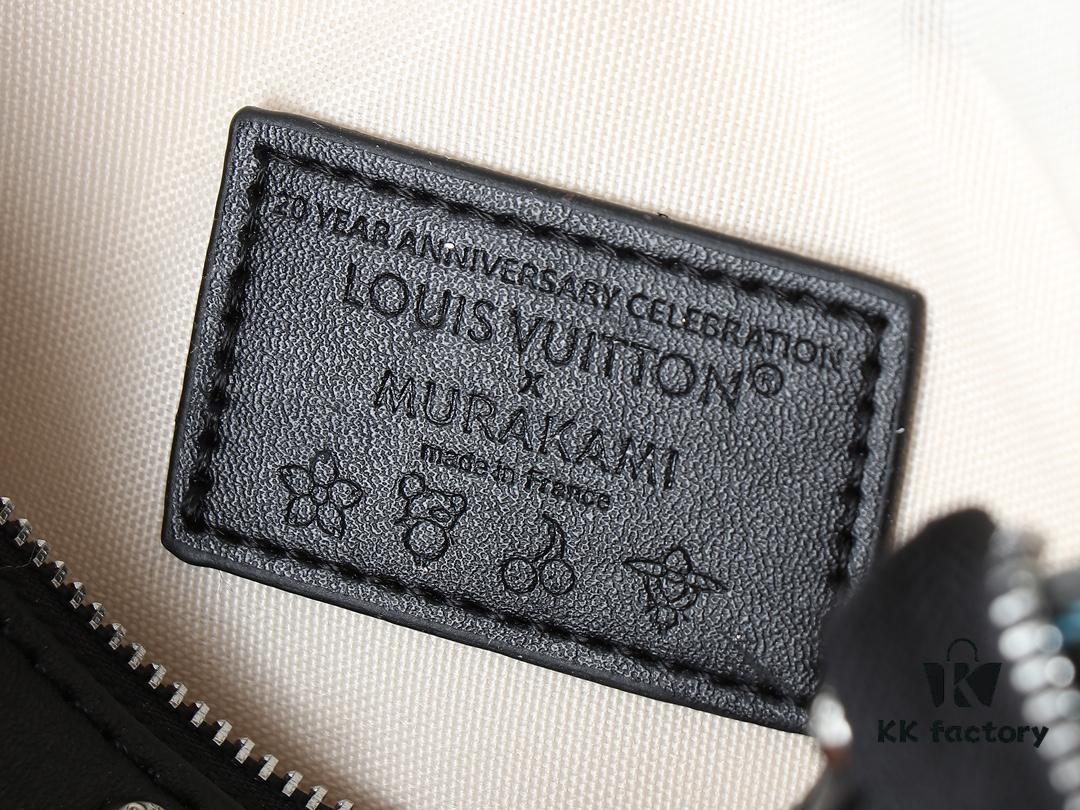 20 YEAR ANNIVERSARY CELEBRATION
LOUIS VUITTON®
x
MURAKAMI
made in France
KK factory